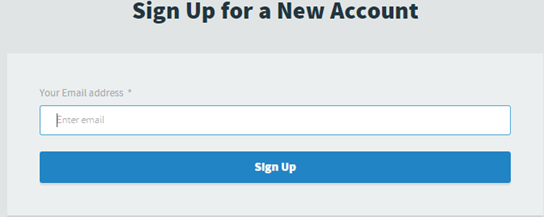 Sign Up for a New Account
Your Email address *
Enter email
Sign Up